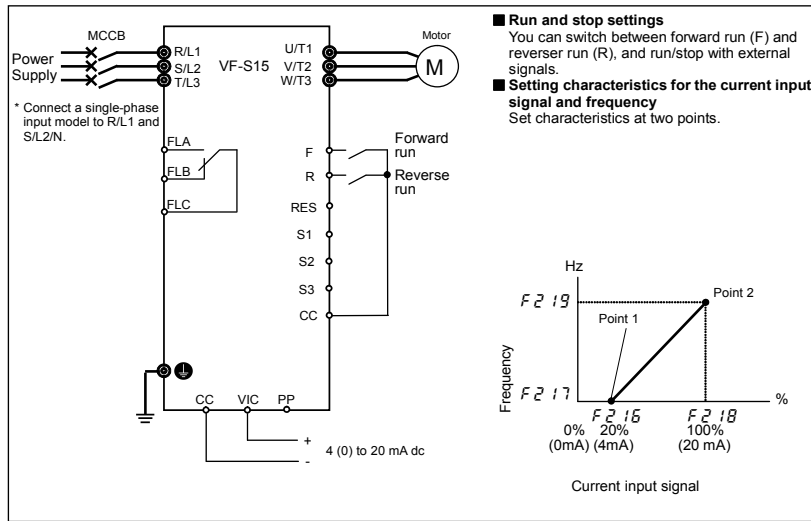 MCCB
Power
Supply
R/L1
S/L2
T/L3
VF-S15
U/T1
V/T2
W/T3
Motor
M
* Connect a single-phase
input model to R/L1 and
S/L2/N.
FLA
FLB
FLC
F
R
RES
S1
S2
S3
CC
Forward
run
Reverse
run
CC
VIC
PP
+
-
4 (0) to 20 mA dc
■ Run and stop settings
You can switch between forward run (F) and
reverser run (R), and run/stop with external
signals.
■ Setting characteristics for the current input
signal and frequency
Set characteristics at two points.
Hz
F219
Point 2
Point 1
Frequency
F217
%
F216
F218
0%
20%
100%
(0mA)
(4mA)
(20 mA)
Current input signal